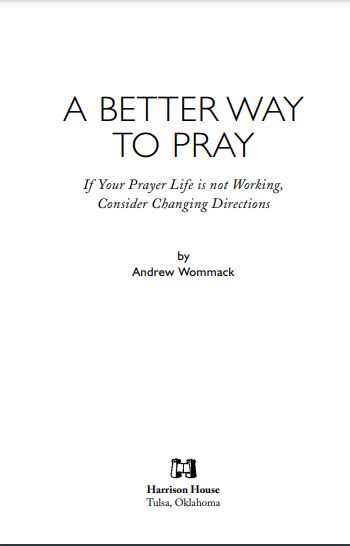 A BETTER WAY
TO PRAY
If Your Prayer Life is not Working,
Consider Changing Directions
by
Andrew Wommack
Harrison House
Tulsa, Oklahoma